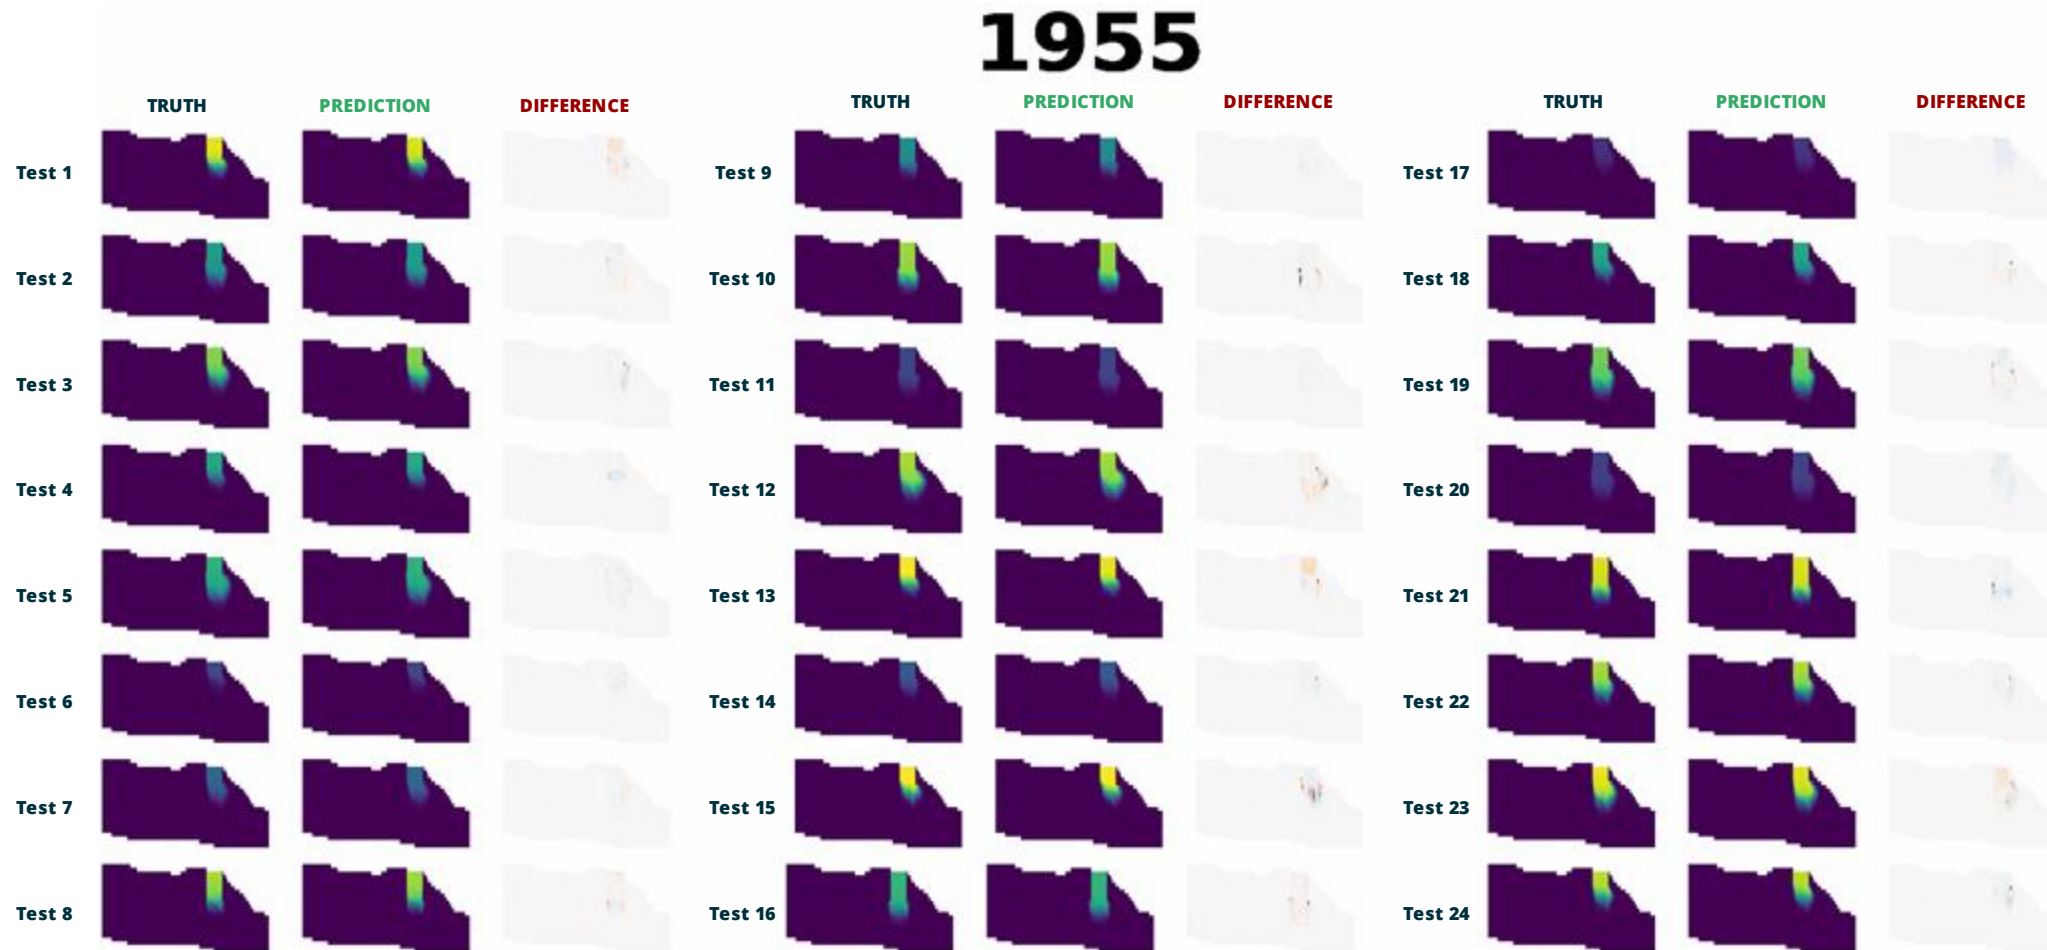 1955
TRUTH PREDICTION DIFFERENCE TRUTH PREDICTION DIFFERENCE TRUTH PREDICTION DIFFERENCE
Test 1 Test 9 Test 17
Test 2 Test 10 Test 18
Test 3 Test 11 Test 19
Test 4 Test 12 Test 20
Test 5 Test 13 Test 21
Test 6 Test 14 Test 22
Test 7 Test 15 Test 23
Test 8 Test 16 Test 24